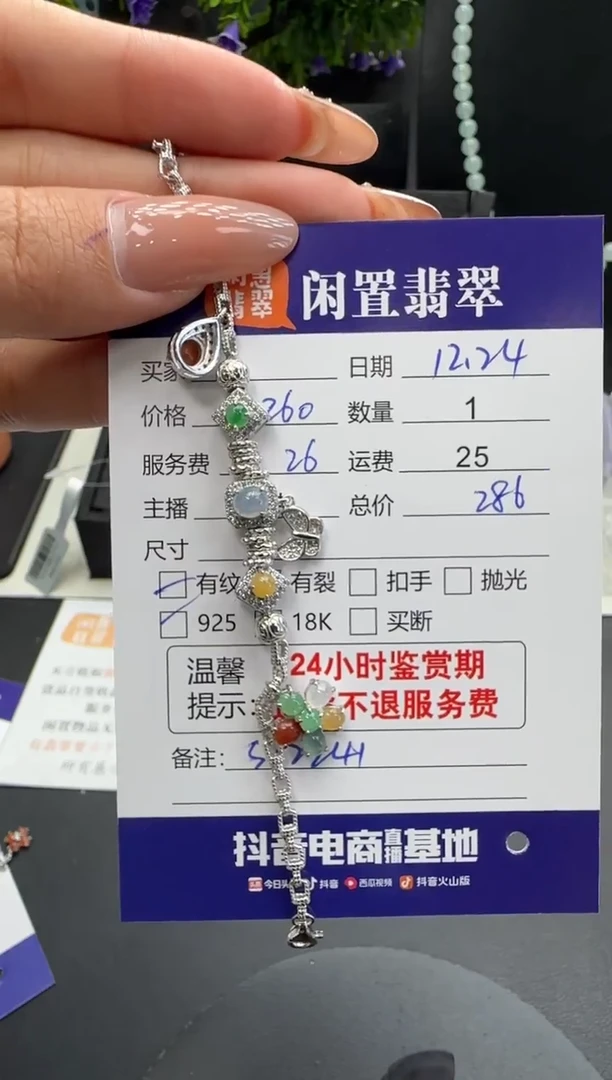 闲置翡翠
翡翠
买家 日期 12.24
价格 260 数量 1
服务费 26 运费 25
主播 总价 286
尺寸
有纹 有裂 扣手 抛光
925 18K 买断
温馨 24小时鉴赏期
提示: 不退服务费
备注:
抖音电商直播基地
今日头 抖音 西瓜视频 抖音火山版